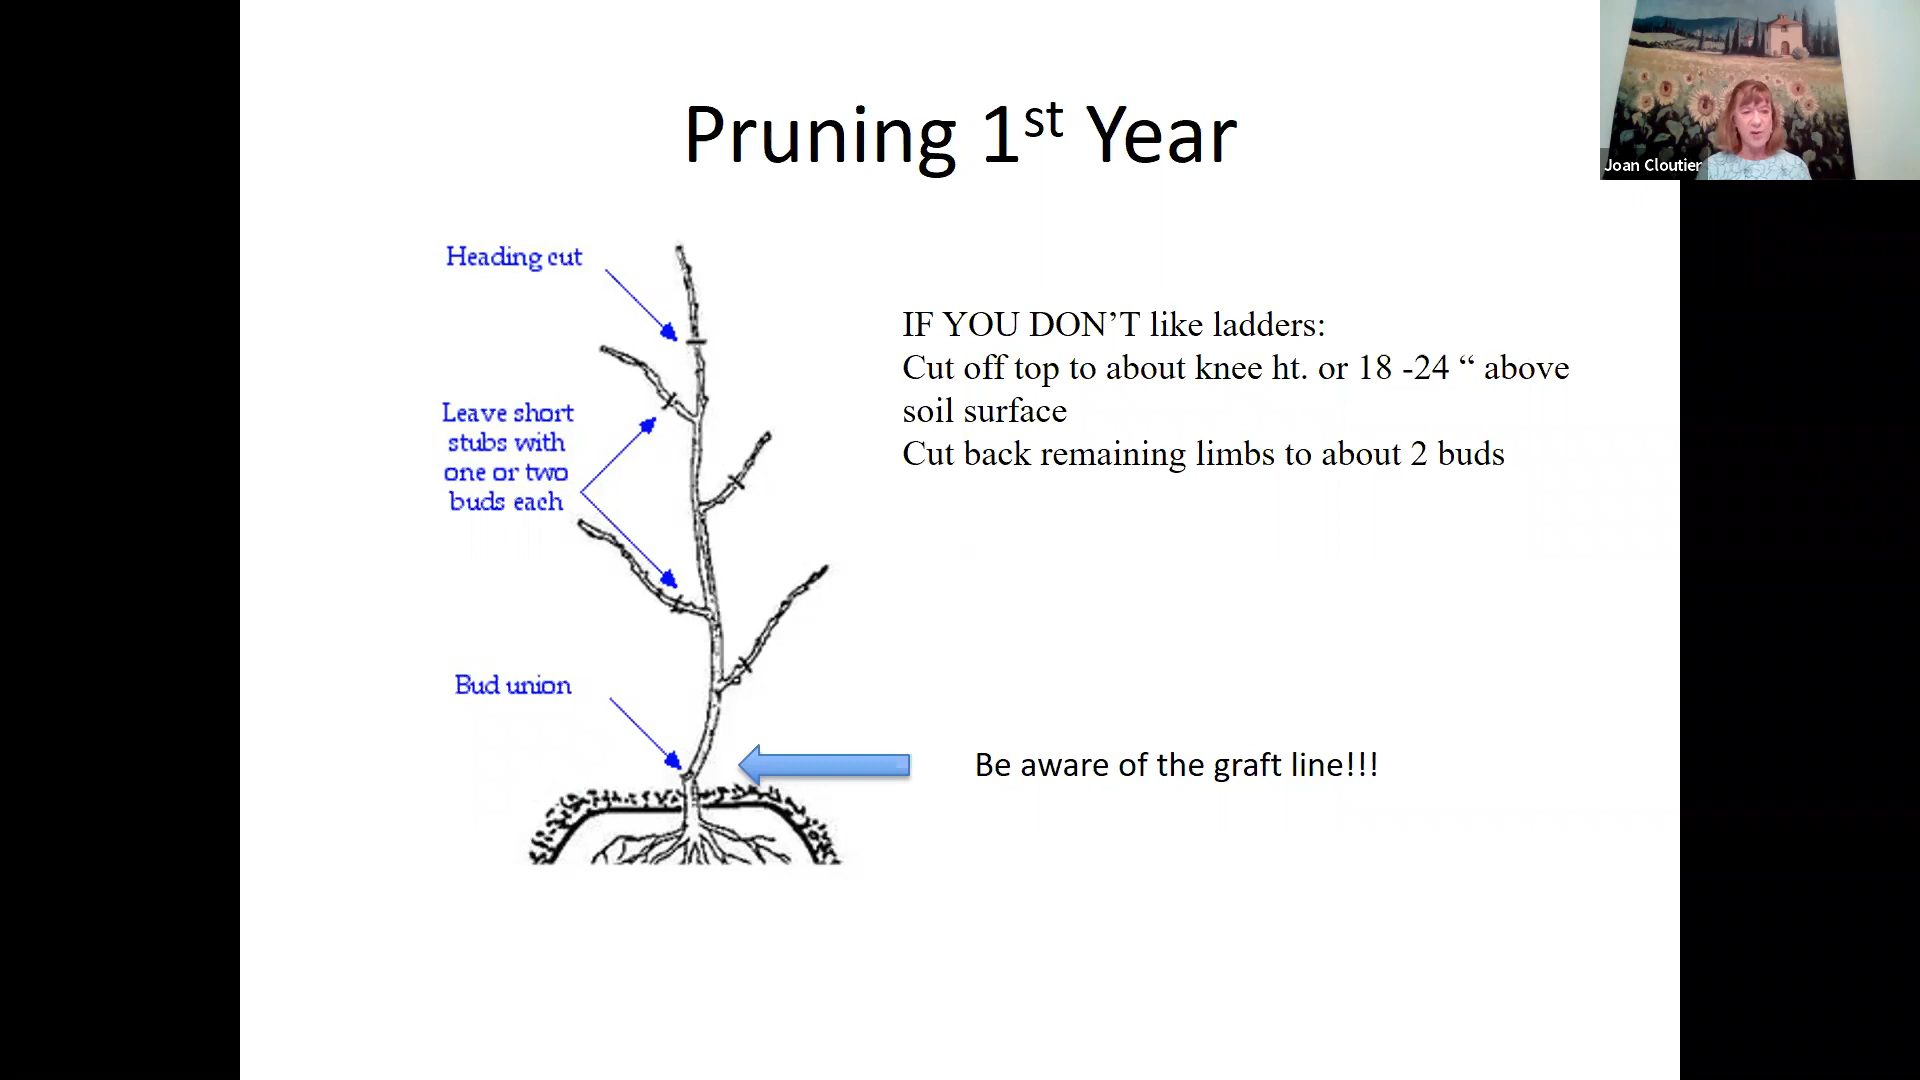 Pruning 1st Year
Joan Cloutier
Heading cut
IF YOU DON’T like ladders:
Cut off top to about knee ht. or 18 -24 “ above
soil surface
Cut back remaining limbs to about 2 buds
Leave short
stubs with
one or two
buds each
Bud union
Be aware of the graft line!!!